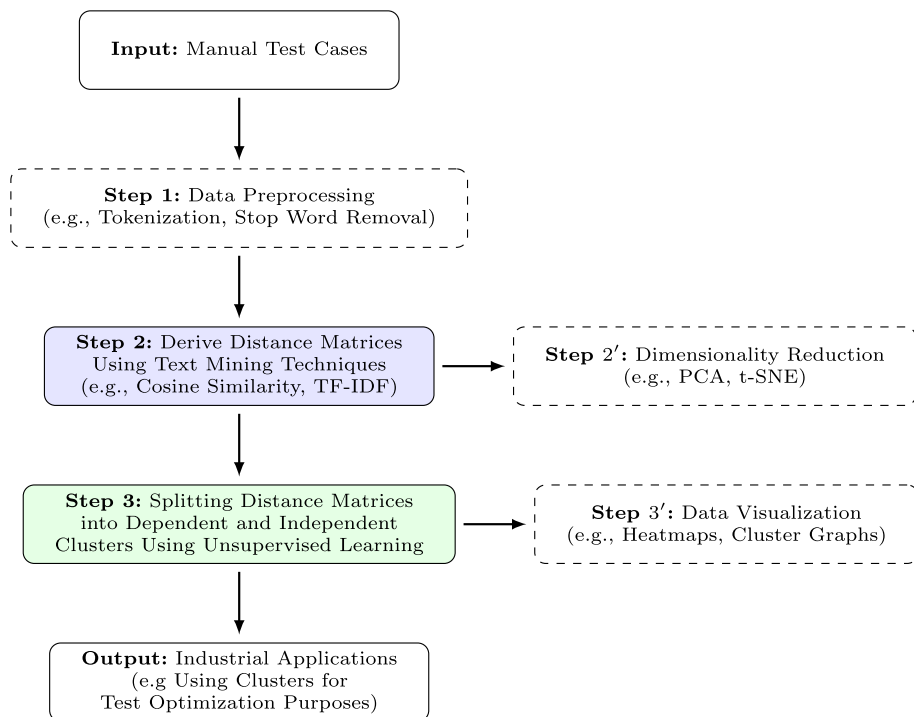 Input: Manual Test Cases
Step 1: Data Preprocessing
(e.g., Tokenization, Stop Word Removal)
Step 2: Derive Distance Matrices
Using Text Mining Techniques
(e.g., Cosine Similarity, TF-IDF)
Step 2′: Dimensionality Reduction
(e.g., PCA, t-SNE)
Step 3: Splitting Distance Matrices
into Dependent and Independent
Clusters Using Unsupervised Learning
Step 3′: Data Visualization
(e.g., Heatmaps, Cluster Graphs)
Output: Industrial Applications
(e.g Using Clusters for
Test Optimization Purposes)